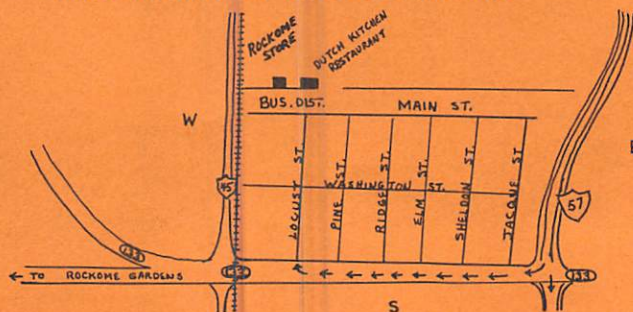 ROCKOME
STORE
DUTCH KITCHEN
RESTAURANT
BUS. DIST.
MAIN ST.
W
E
45
57
WASHINGTON ST.
LOCUST ST.
PINE ST.
RIDGE ST.
ELM ST.
SHELDON ST.
JACQUE ST
133
← TO ROCKOME GARDENS
133
133
S